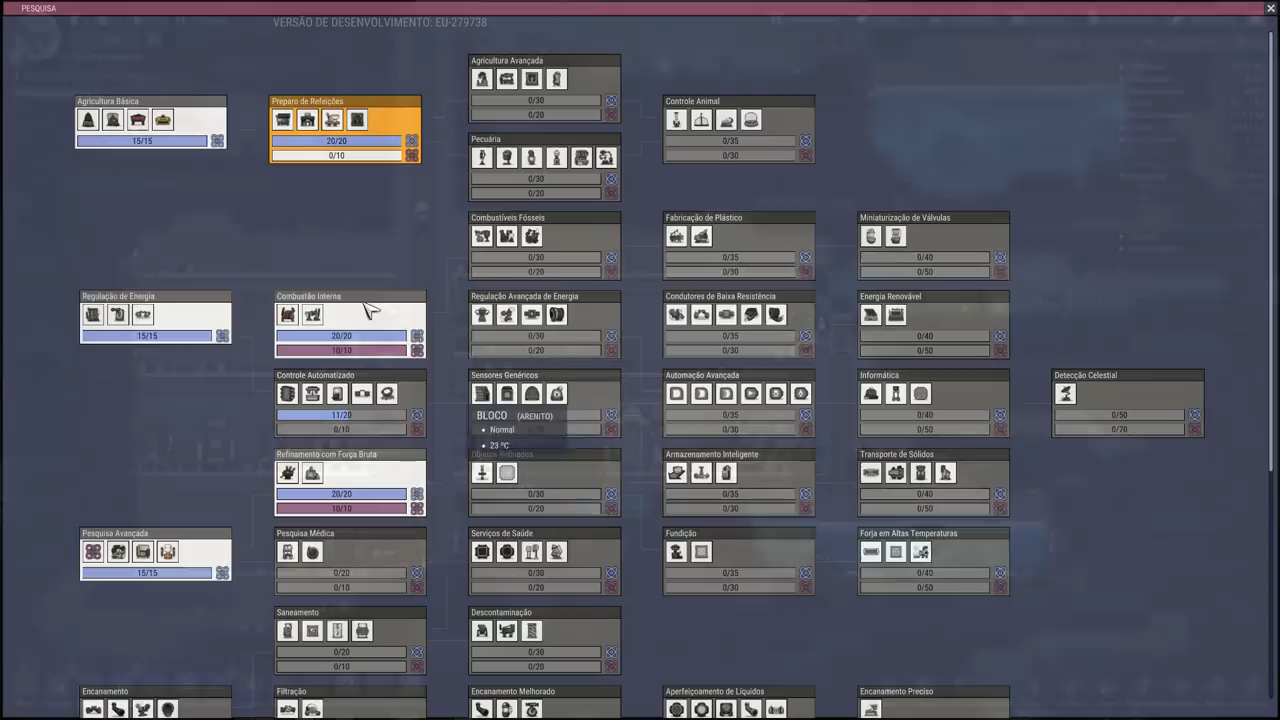 PESQUISA
VERSÃO DE DESENVOLVIMENTO: EU-279738
Agricultura Avançada
0/30
0/20
Agricultura Básica
15/15
Preparo de Refeições
20/20
0/10
Controle Animal
0/35
0/30
Pecuária
0/30
0/20
Combustíveis Fósseis
0/30
0/20
Fabricação de Plástico
0/35
0/30
Miniaturização de Válvulas
0/40
0/50
Regulação de Energia
15/15
Combustão Interna
20/20
10/10
Regulação Avançada de Energia
0/30
0/20
Condutores de Baixa Resistência
0/35
0/30
Energia Renovável
0/40
0/50
Controle Automatizado
11/20
0/10
Sensores Genéricos
BLOCO (ARENITO)
• Normal
• 23 ºC
Automação Avançada
0/35
0/30
Informática
0/40
0/50
Detecção Celestial
0/50
0/70
Refinamento com Força Bruta
20/20
10/10
Objetos Refinados
0/30
0/20
Armazenamento Inteligente
0/35
0/30
Transporte de Sólidos
0/40
0/50
Pesquisa Avançada
15/15
Pesquisa Médica
0/20
0/10
Serviços de Saúde
0/30
0/20
Fundição
0/35
0/30
Forja em Altas Temperaturas
0/40
0/50
Saneamento
0/20
0/10
Descontaminação
0/30
0/20
Encanamento
Filtração
Encanamento Melhorado
Aperfeiçoamento de Líquidos
Encanamento Preciso